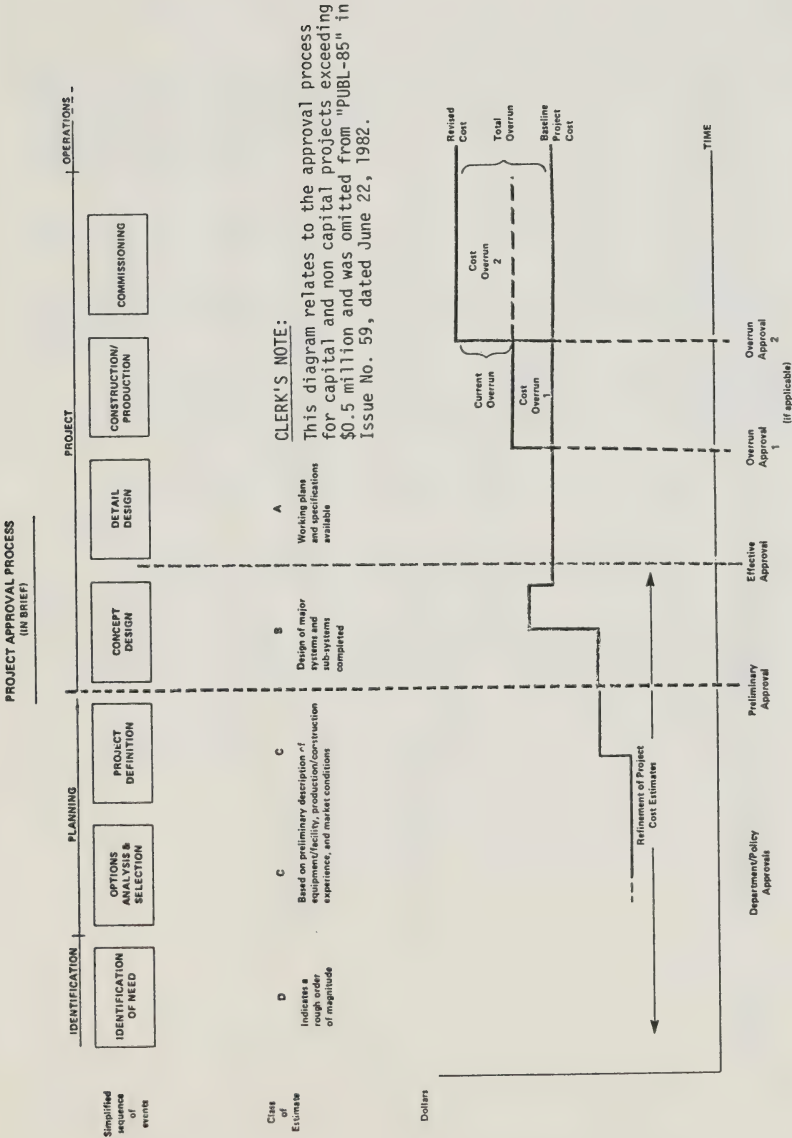 PROJECT APPROVAL PROCESS
(IN BRIEF)
IDENTIFICATION
PLANNING
PROJECT
OPERATIONS
Simplified
sequence
of
events
IDENTIFICATION
OF NEED
OPTIONS
ANALYSIS &
SELECTION
PROJECT
DEFINITION
CONCEPT
DESIGN
DETAIL
DESIGN
CONSTRUCTION/
PRODUCTION
COMMISSIONING
Class
of
Estimate
D
Indicates a
rough order
of magnitude
C
C
Based on preliminary description of
equipment/facility, production/construction
experience, and market conditions
B
Design of major
systems and
sub-systems
completed
A
Working plans
and specifications
available
CLERK'S NOTE:
This diagram relates to the approval process
for capital and non capital projects exceeding
$0.5 million and was omitted from "PUBL-85" in
Issue No. 59, dated June 22, 1982.
Dollars
Refinement of Project
Cost Estimates
Current
Overrun
Cost
Overrun
1
Cost
Overrun
2
Revised
Cost
Total
Overrun
Baseline
Project
Cost
TIME
Department/Policy
Approvals
Preliminary
Approval
Effective
Approval
Overrun
Approval
1
Overrun
Approval
2
(if applicable)